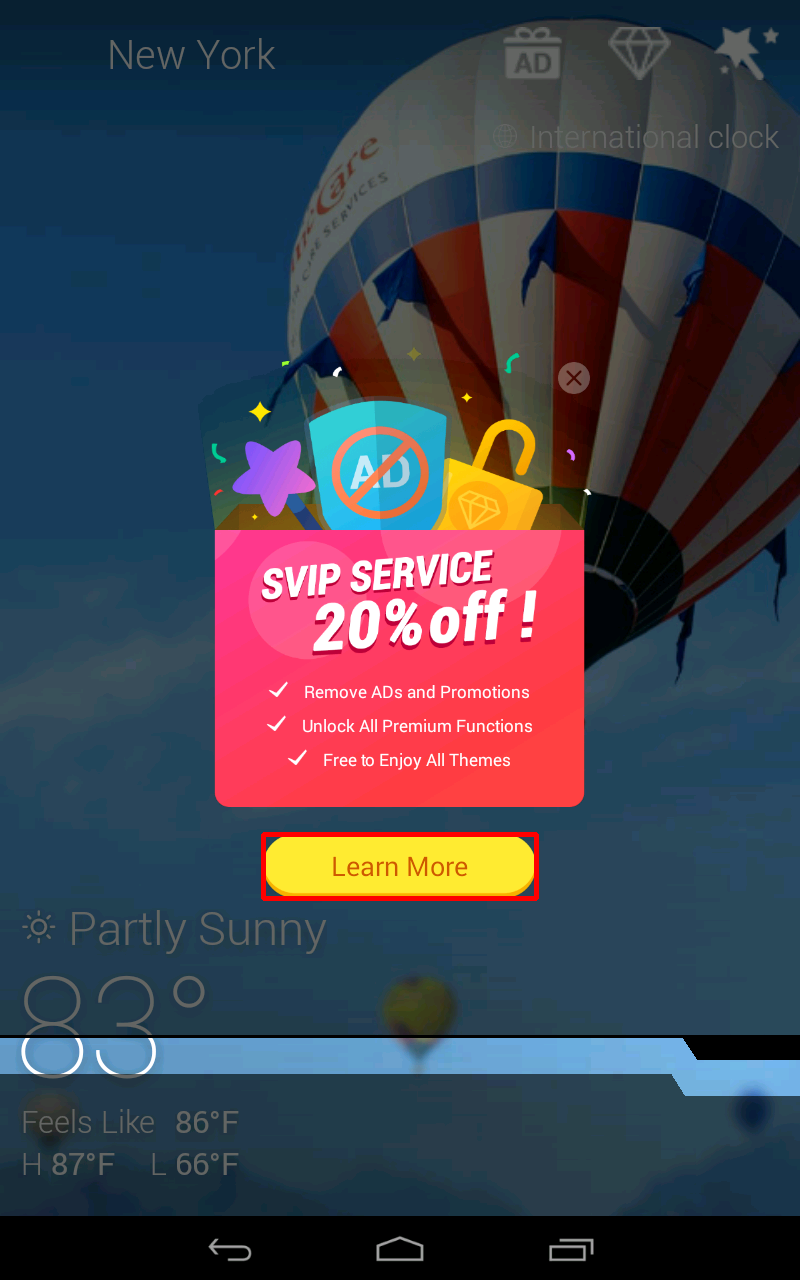 New York
AD
International clock
SERVICES
AD
SVIP SERVICE
20% off !
Remove ADs and Promotions
Unlock All Premium Functions
Free to Enjoy All Themes
Learn More
Partly Sunny
83°
Feels Like 86°F
H 87°F L 66°F